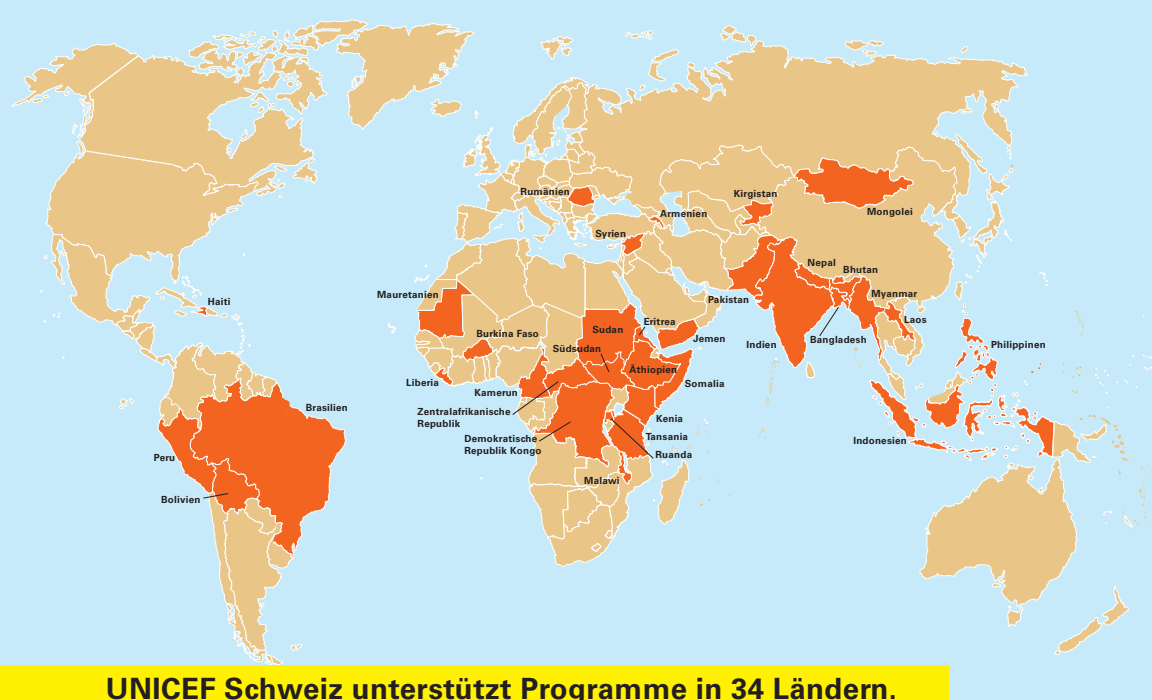 Rumänien
Kirgistan
Armenien
Mongolei
Syrien
Nepal
Bhutan
Haiti
Mauretanien
Pakistan
Myanmar
Eritrea
Laos
Burkina Faso
Sudan
Jemen
Indien
Bangladesh
Philippinen
Südsudan
Äthiopien
Liberia
Somalia
Kamerun
Brasilien
Zentralafrikanische
Republik
Kenia
Demokratische
Republik Kongo
Tansania
Indonesien
Peru
Ruanda
Malawi
Bolivien
UNICEF Schweiz unterstützt Programme in 34 Ländern.